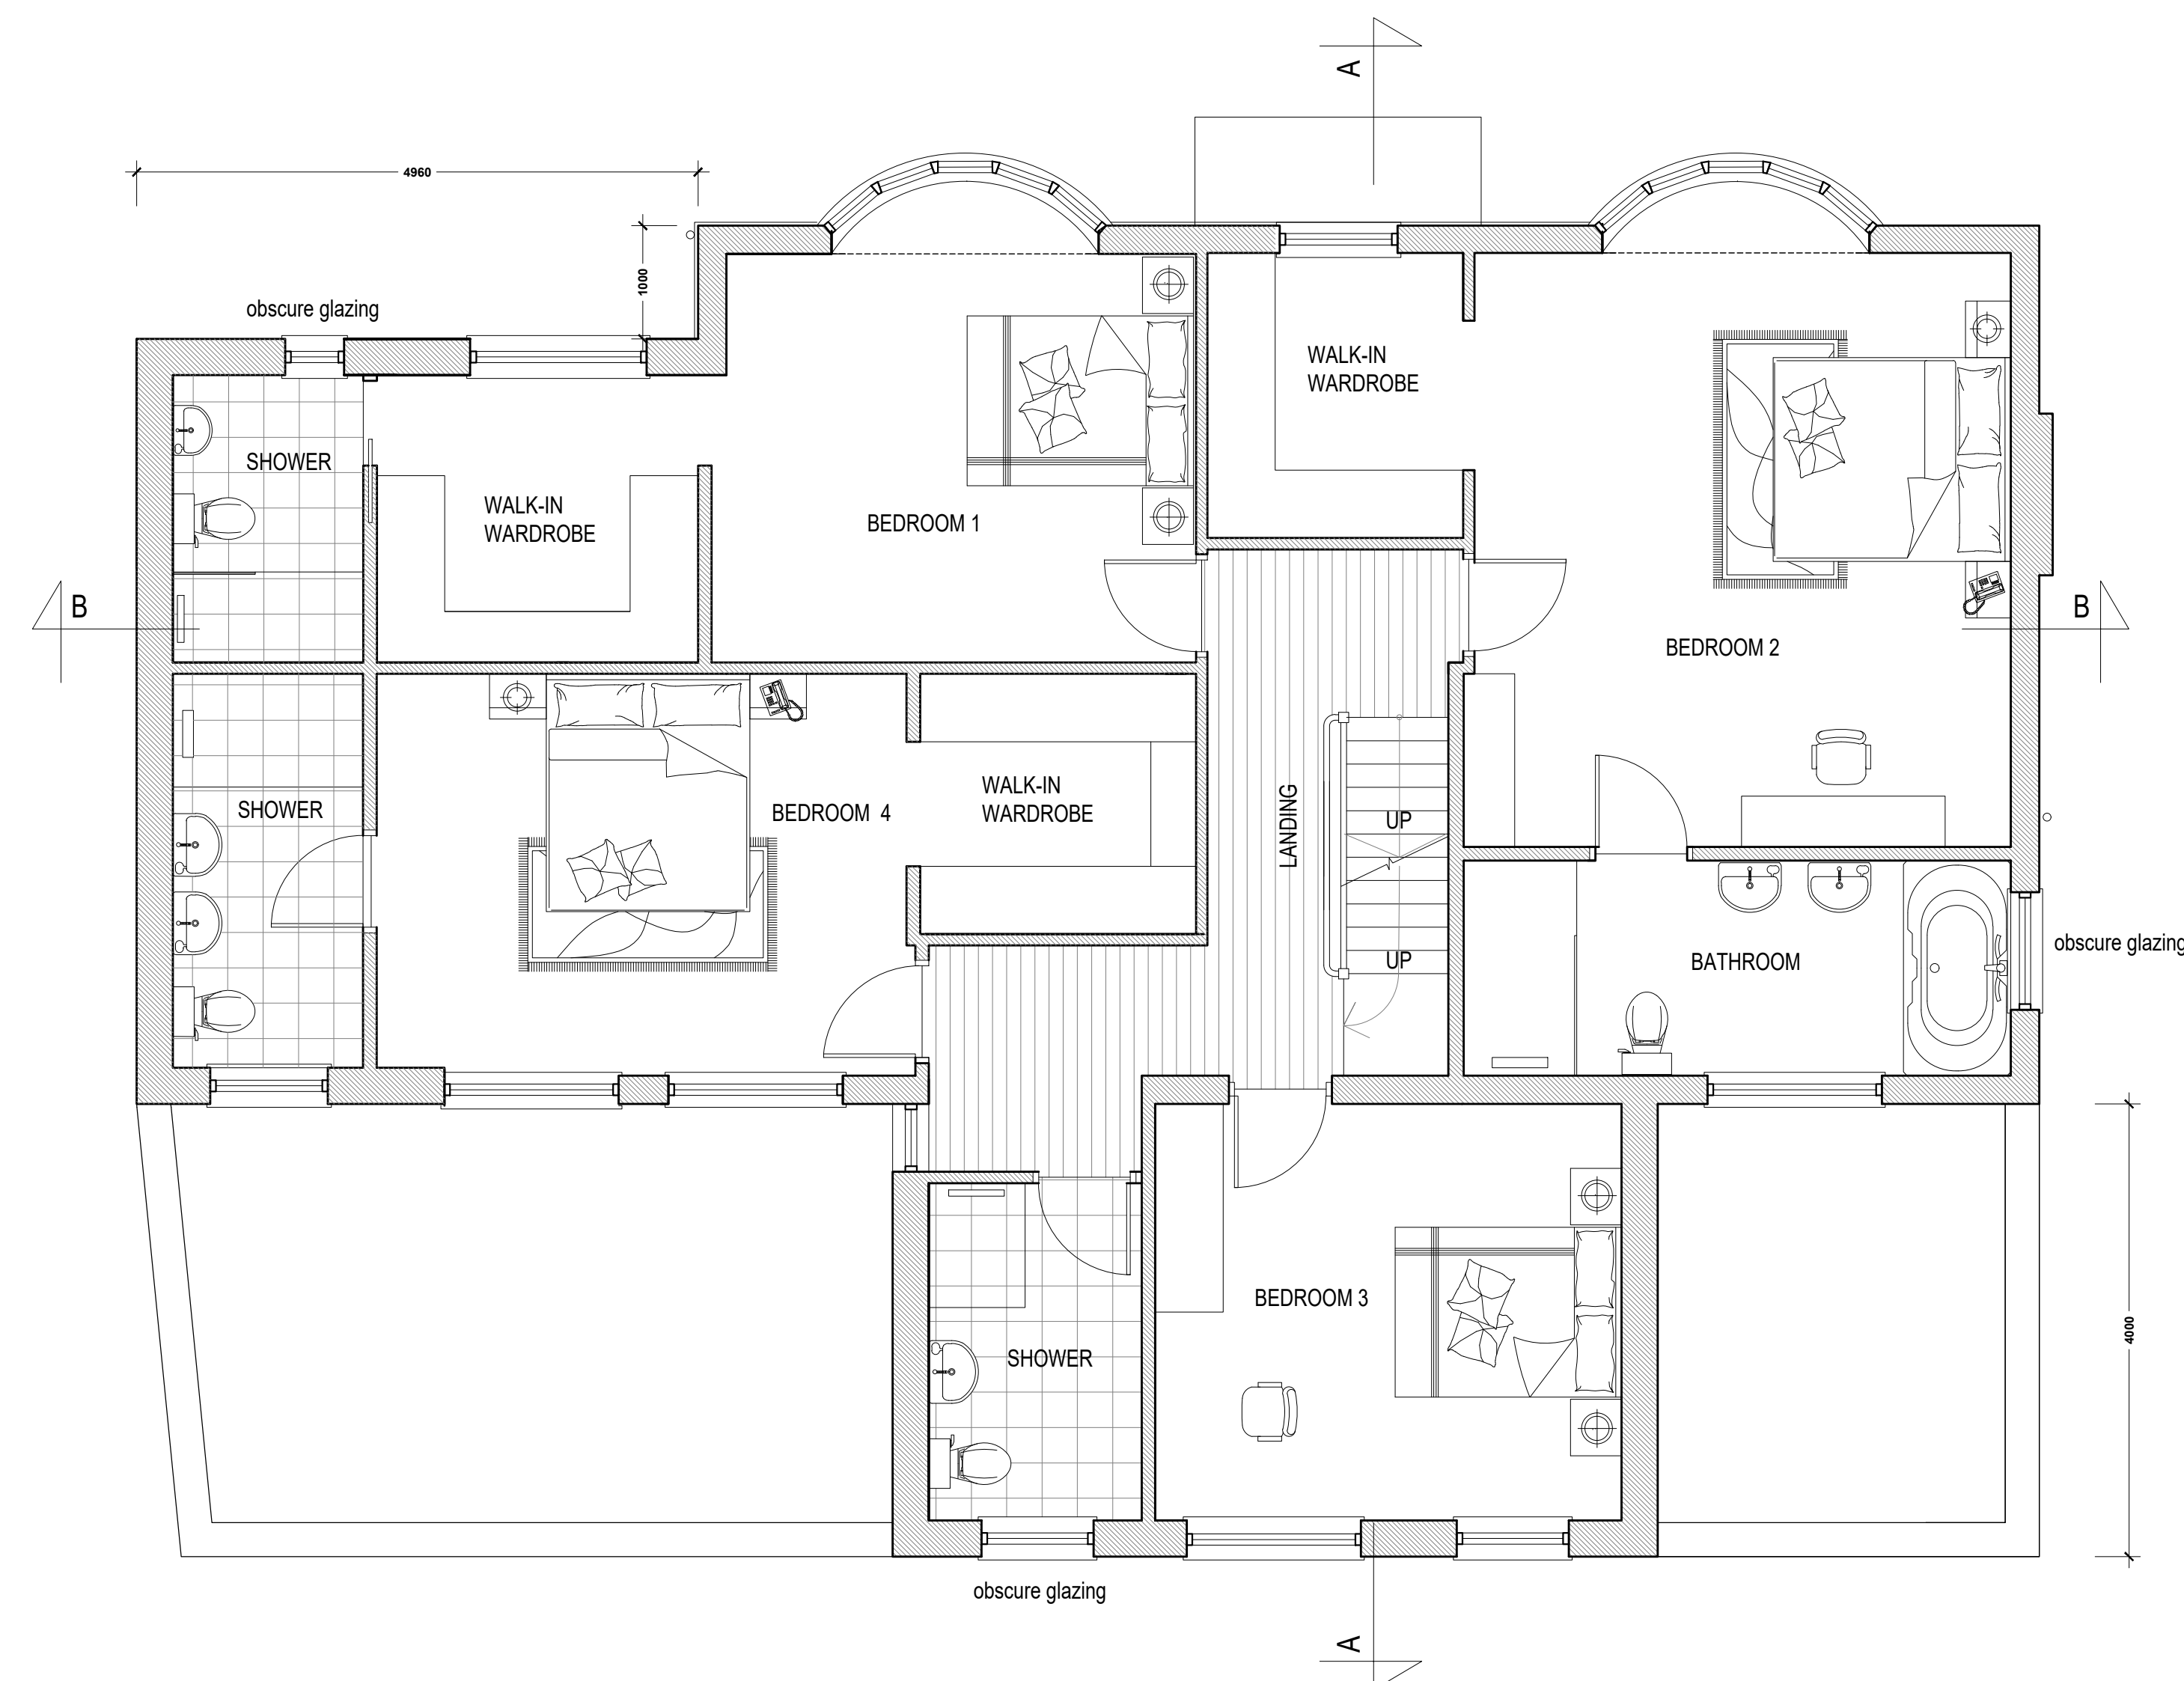 A
4960
1000
obscure glazing
WALK-IN
WARDROBE
SHOWER
WALK-IN
WARDROBE
BEDROOM 1
B
B
BEDROOM 2
SHOWER
BEDROOM 4
WALK-IN
WARDROBE
LANDING
UP
UP
BATHROOM
obscure glazing
BEDROOM 3
4000
SHOWER
obscure glazing
A